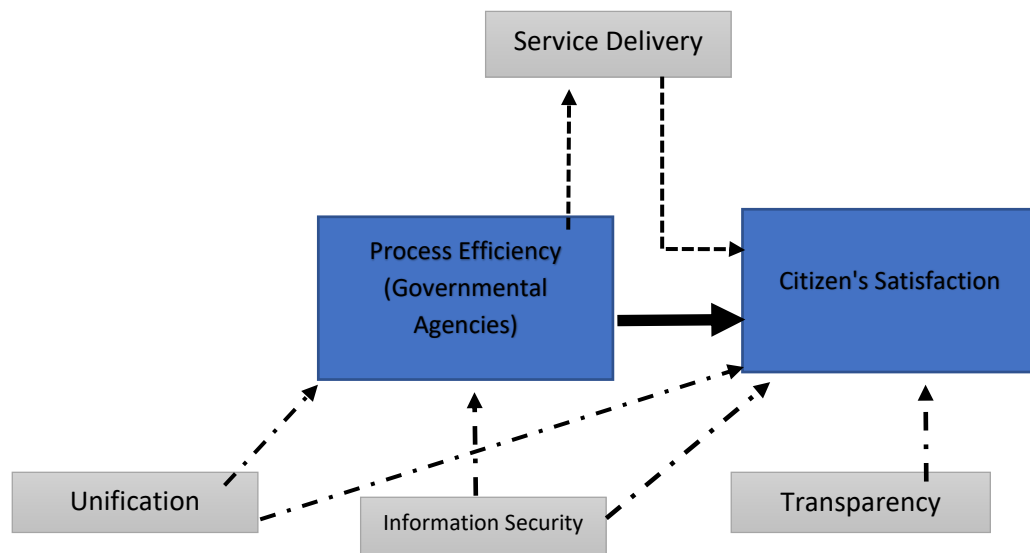 Service Delivery
Process Efficiency
(Governmental
Agencies)
Citizen's Satisfaction
Unification
Information Security
Transparency